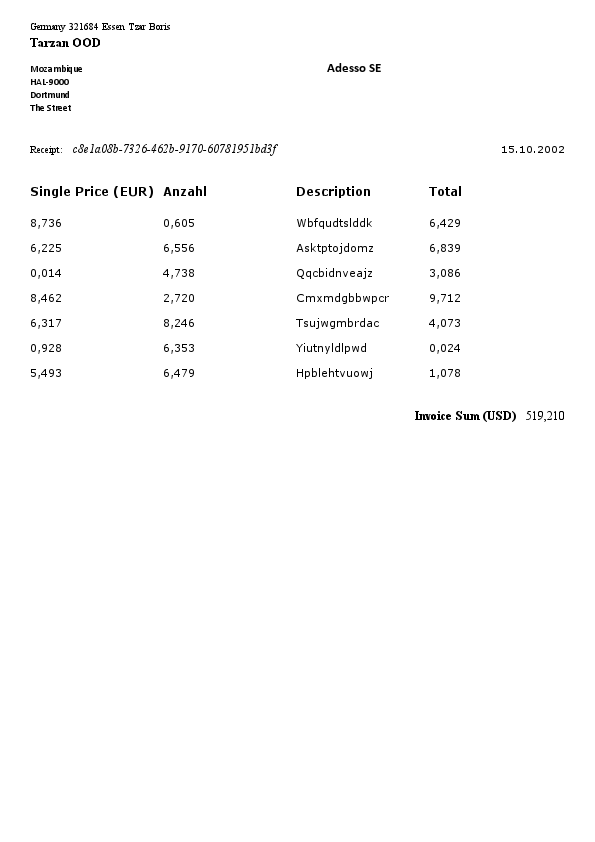 Germany 321684 Essen Tzar Boris
Tarzan OOD
Mozambique
Adesso SE
HAL-9000
Dortmund
The Street
Receipt: c8e1a08b-7326-462b-9170-60781951bd3f 15.10.2002
Single Price (EUR) Anzahl Description Total
8,736 0,605 Wbfqudtslddk 6,429
6,225 6,556 Asktptojdomz 6,839
0,014 4,738 Qqcbidnveajz 3,086
8,462 2,720 Cmxmdgbbwpcr 9,712
6,317 8,246 Tsujwgmbrdac 4,073
0,928 6,353 Yiutnyldlpwd 0,024
5,493 6,479 Hpblehtvuowj 1,078
Invoice Sum (USD) 519,210